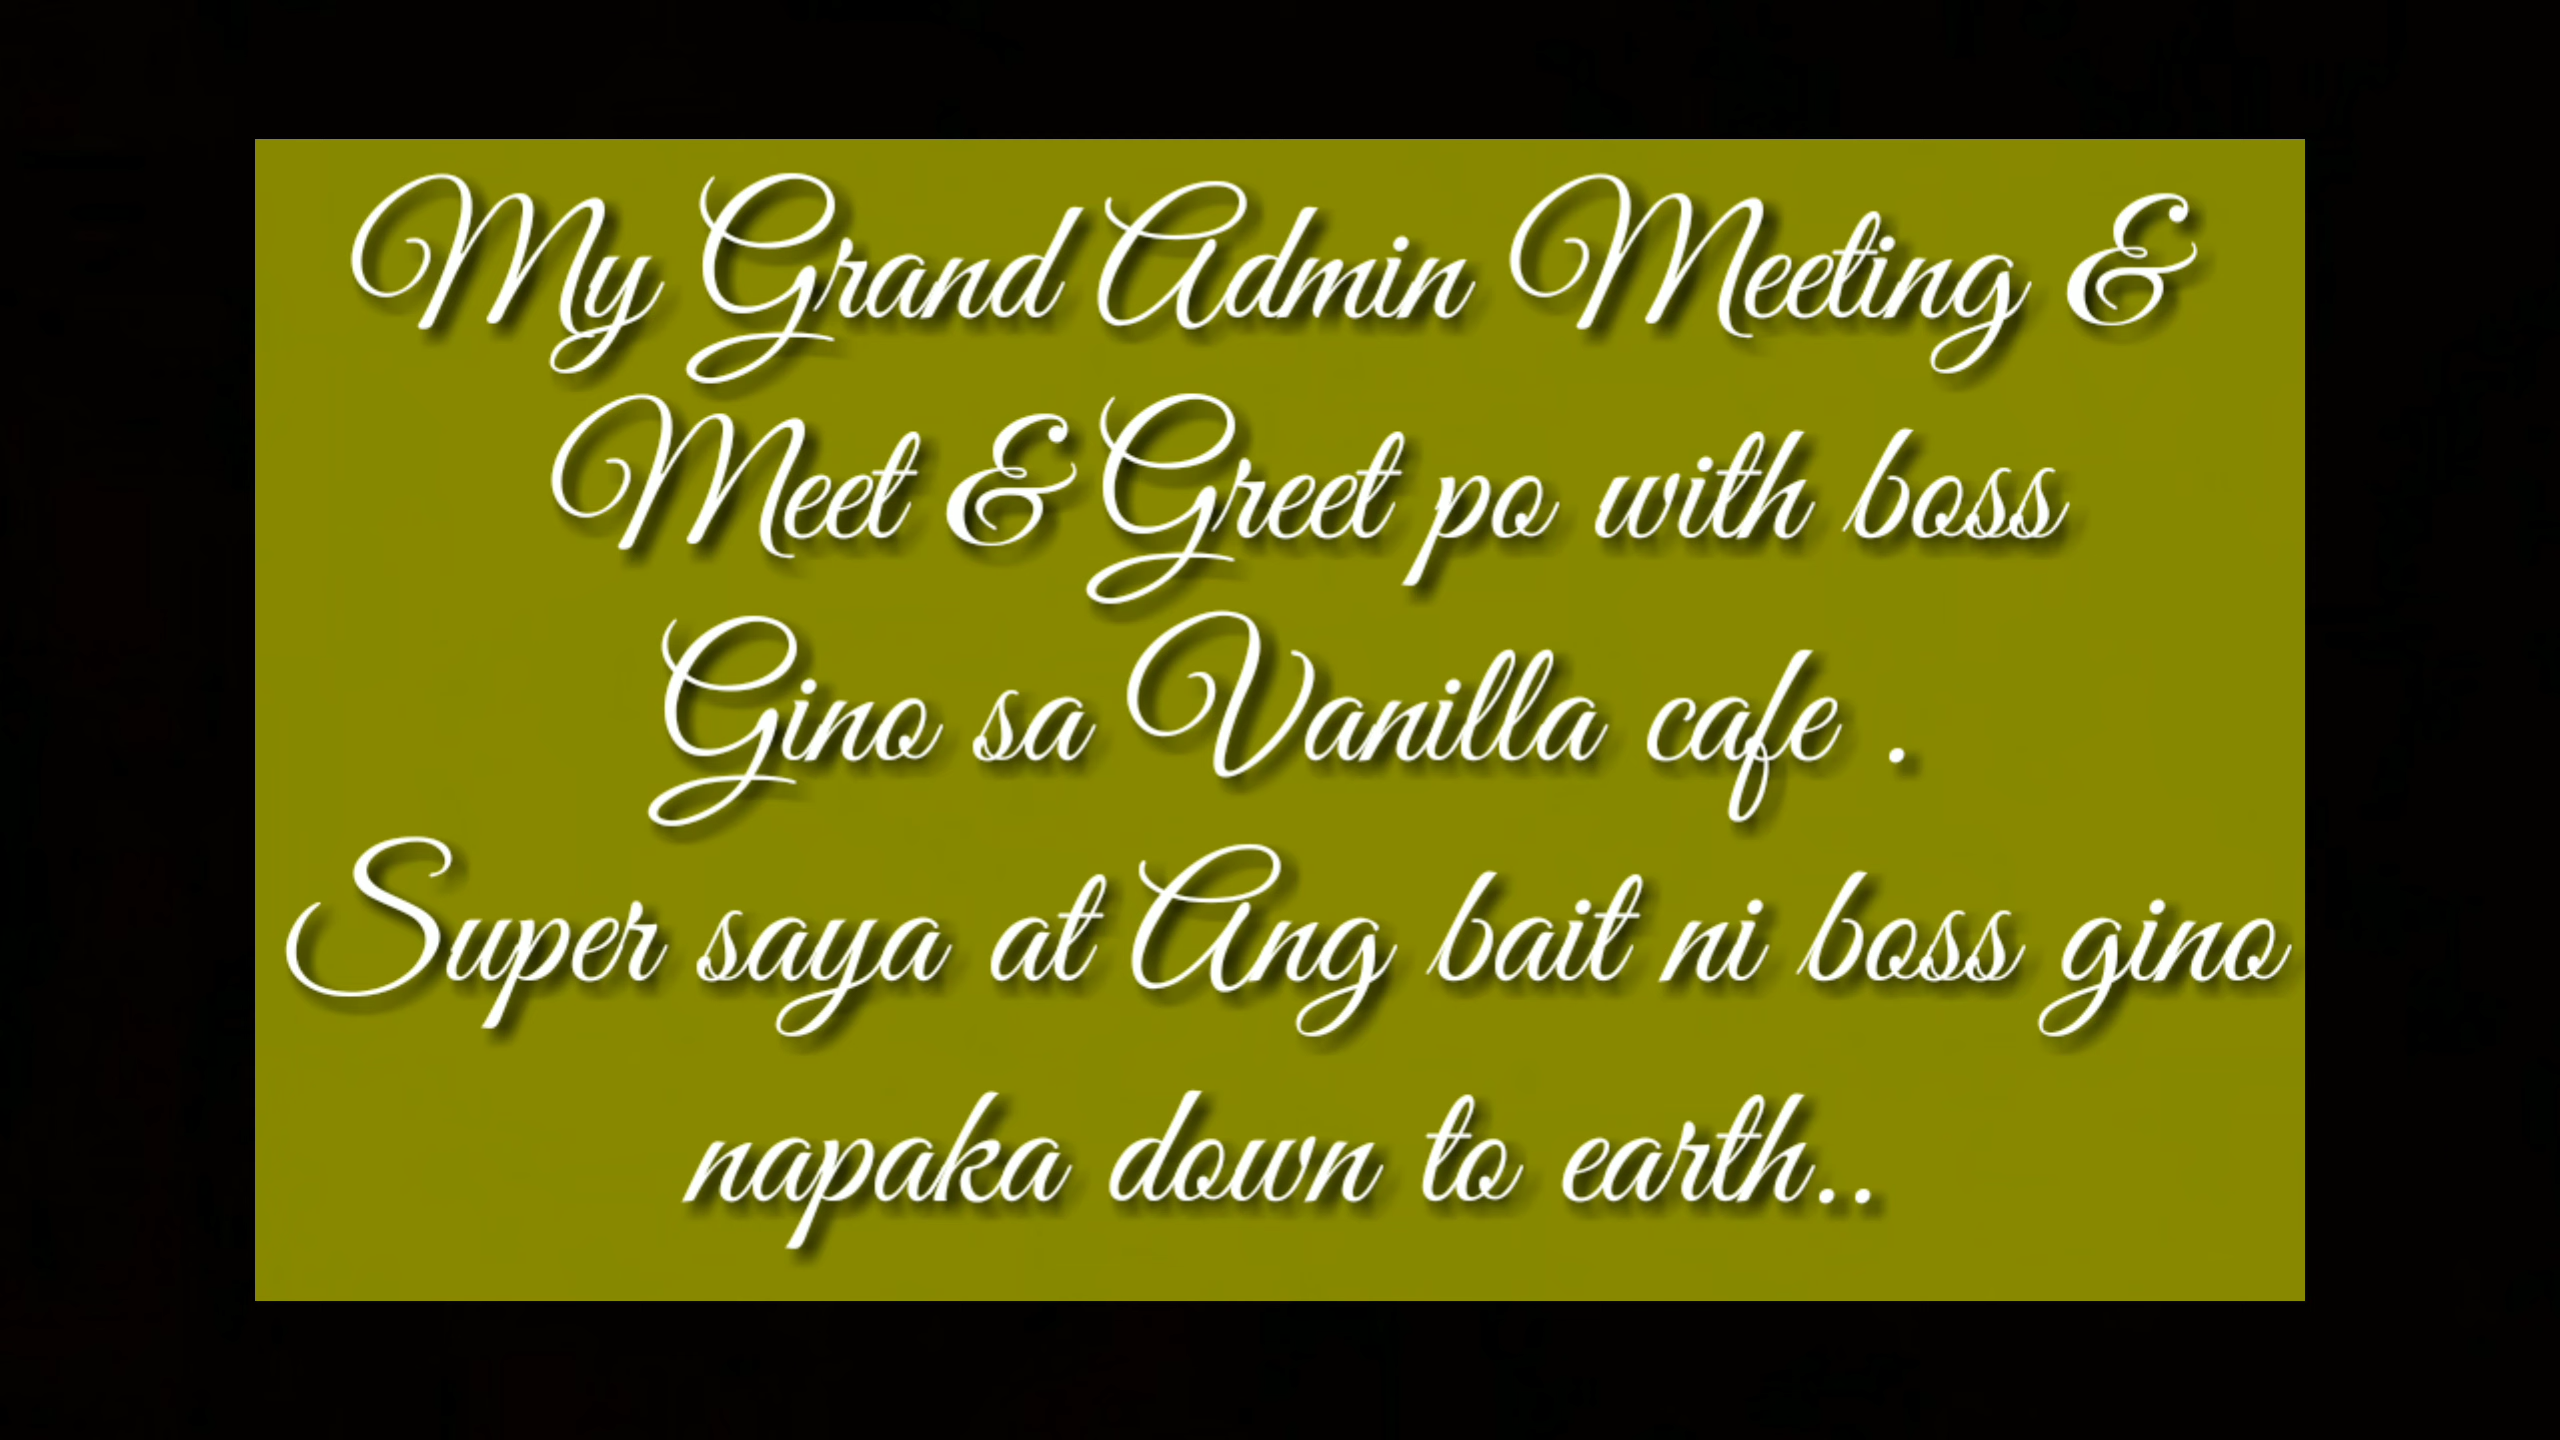 My Grand Admin Meeting &
Meet & Greet po with boss
Gino sa Vanilla cafe .
Super saya at Ang bait ni boss gino
napaka down to earth..